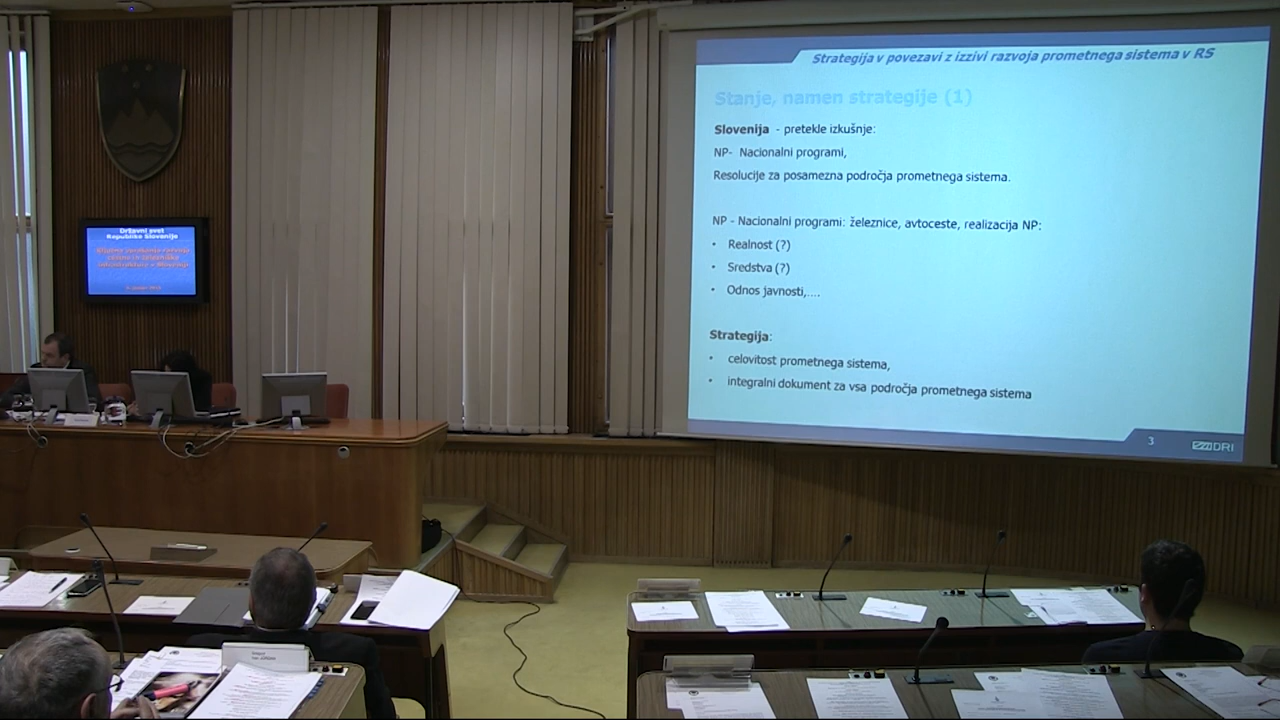 Strategija v povezavi z izzivi razvoja prometnega sistema v RS
Stanje, namen strategije (1)
Slovenija - pretekle izkušnje:
NP- Nacionalni programi,
Resolucije za posamezna področja prometnega sistema.
NP - Nacionalni programi: železnice, avtoceste, realizacija NP:
• Realnost (?)
• Sredstva (?)
• Odnos javnosti,....
Strategija:
• celovitost prometnega sistema,
• integralni dokument za vsa področja prometnega sistema
3
DRI
Državni svet
Republike Slovenije